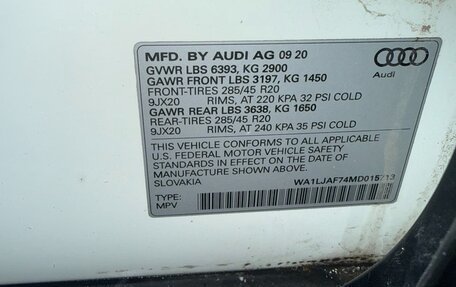 MFD. BY AUDI AG 09 20
GVWR LBS 6393, KG 2900
GAWR FRONT LBS 3197, KG 1450
FRONT-TIRES 285/45 R20
9JX20 RIMS, AT 220 KPA 32 PSI COLD
GAWR REAR LBS 3638, KG 1650
REAR-TIRES 285/45 R20
9JX20 RIMS, AT 240 KPA 35 PSI COLD
Audi
THIS VEHICLE CONFORMS TO ALL APPLICABLE
U.S. FEDERAL MOTOR VEHICLE SAFETY
STANDARDS IN EFFECT ON THE DATE OF
MANUFACTURE SHOWN ABOVE.
SLOVAKIA
WA1LJAF74MD015713
TYPE:
MPV